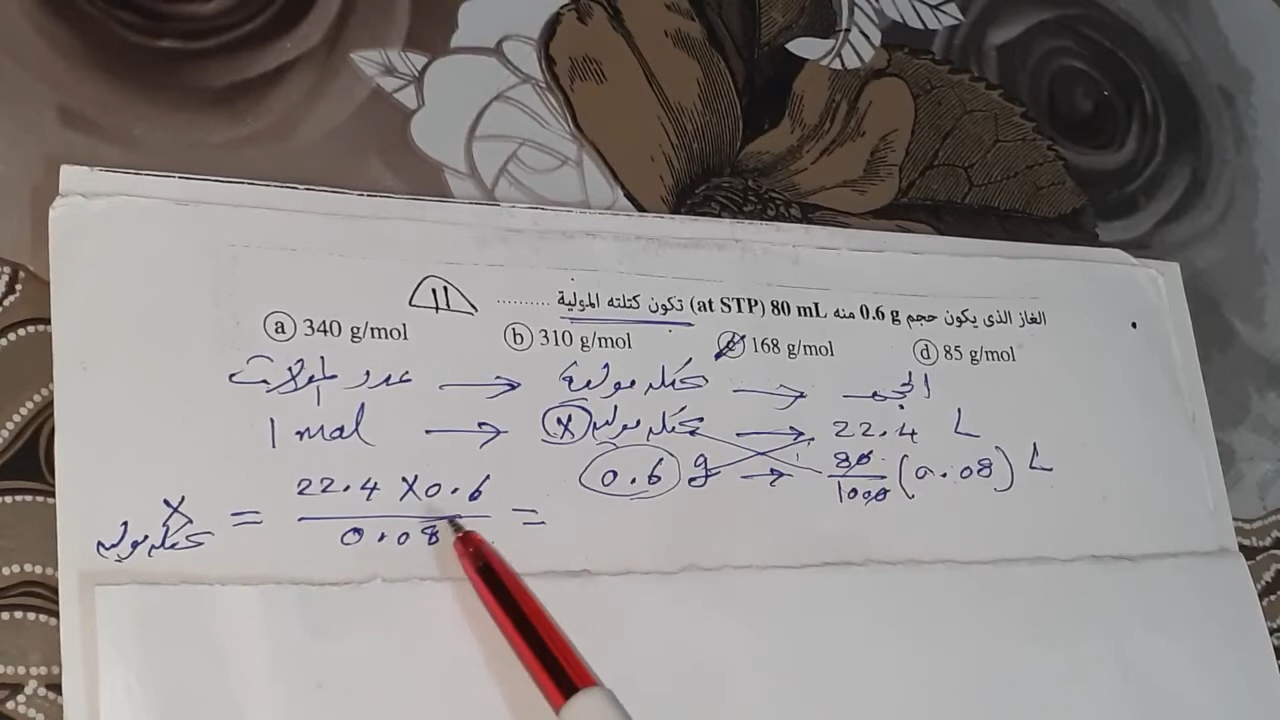 11
الغاز الذى يكون حجم 0.6 g منه 80 mL (at STP) تكون كتلته المولية ..........
a 340 g/mol b 310 g/mol c 168 g/mol d 85 g/mol
عدد المولات → كتلة مولية → الحجم
1 mol → كتلة مولية X → 22.4 L
0.6 g → 80/1000 (0.08) L
X كتلة مولية = 22.4 × 0.6 / 0.08 =